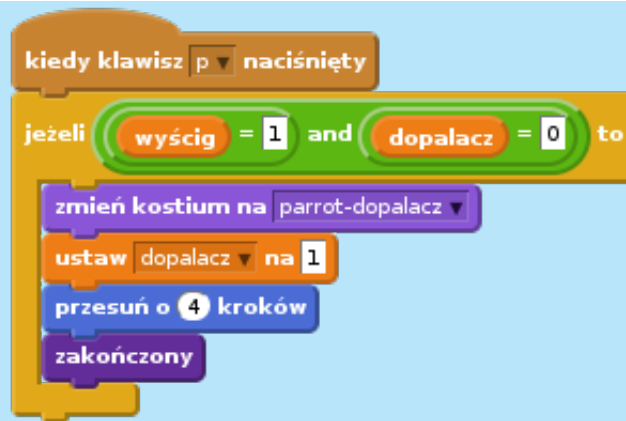 kiedy klawisz p naciśnięty
jeżeli wyścig = 1 and dopalacz = 0 to
zmień kostium na parrot-dopalacz
ustaw dopalacz na 1
przesuń o 4 kroków
zakończony